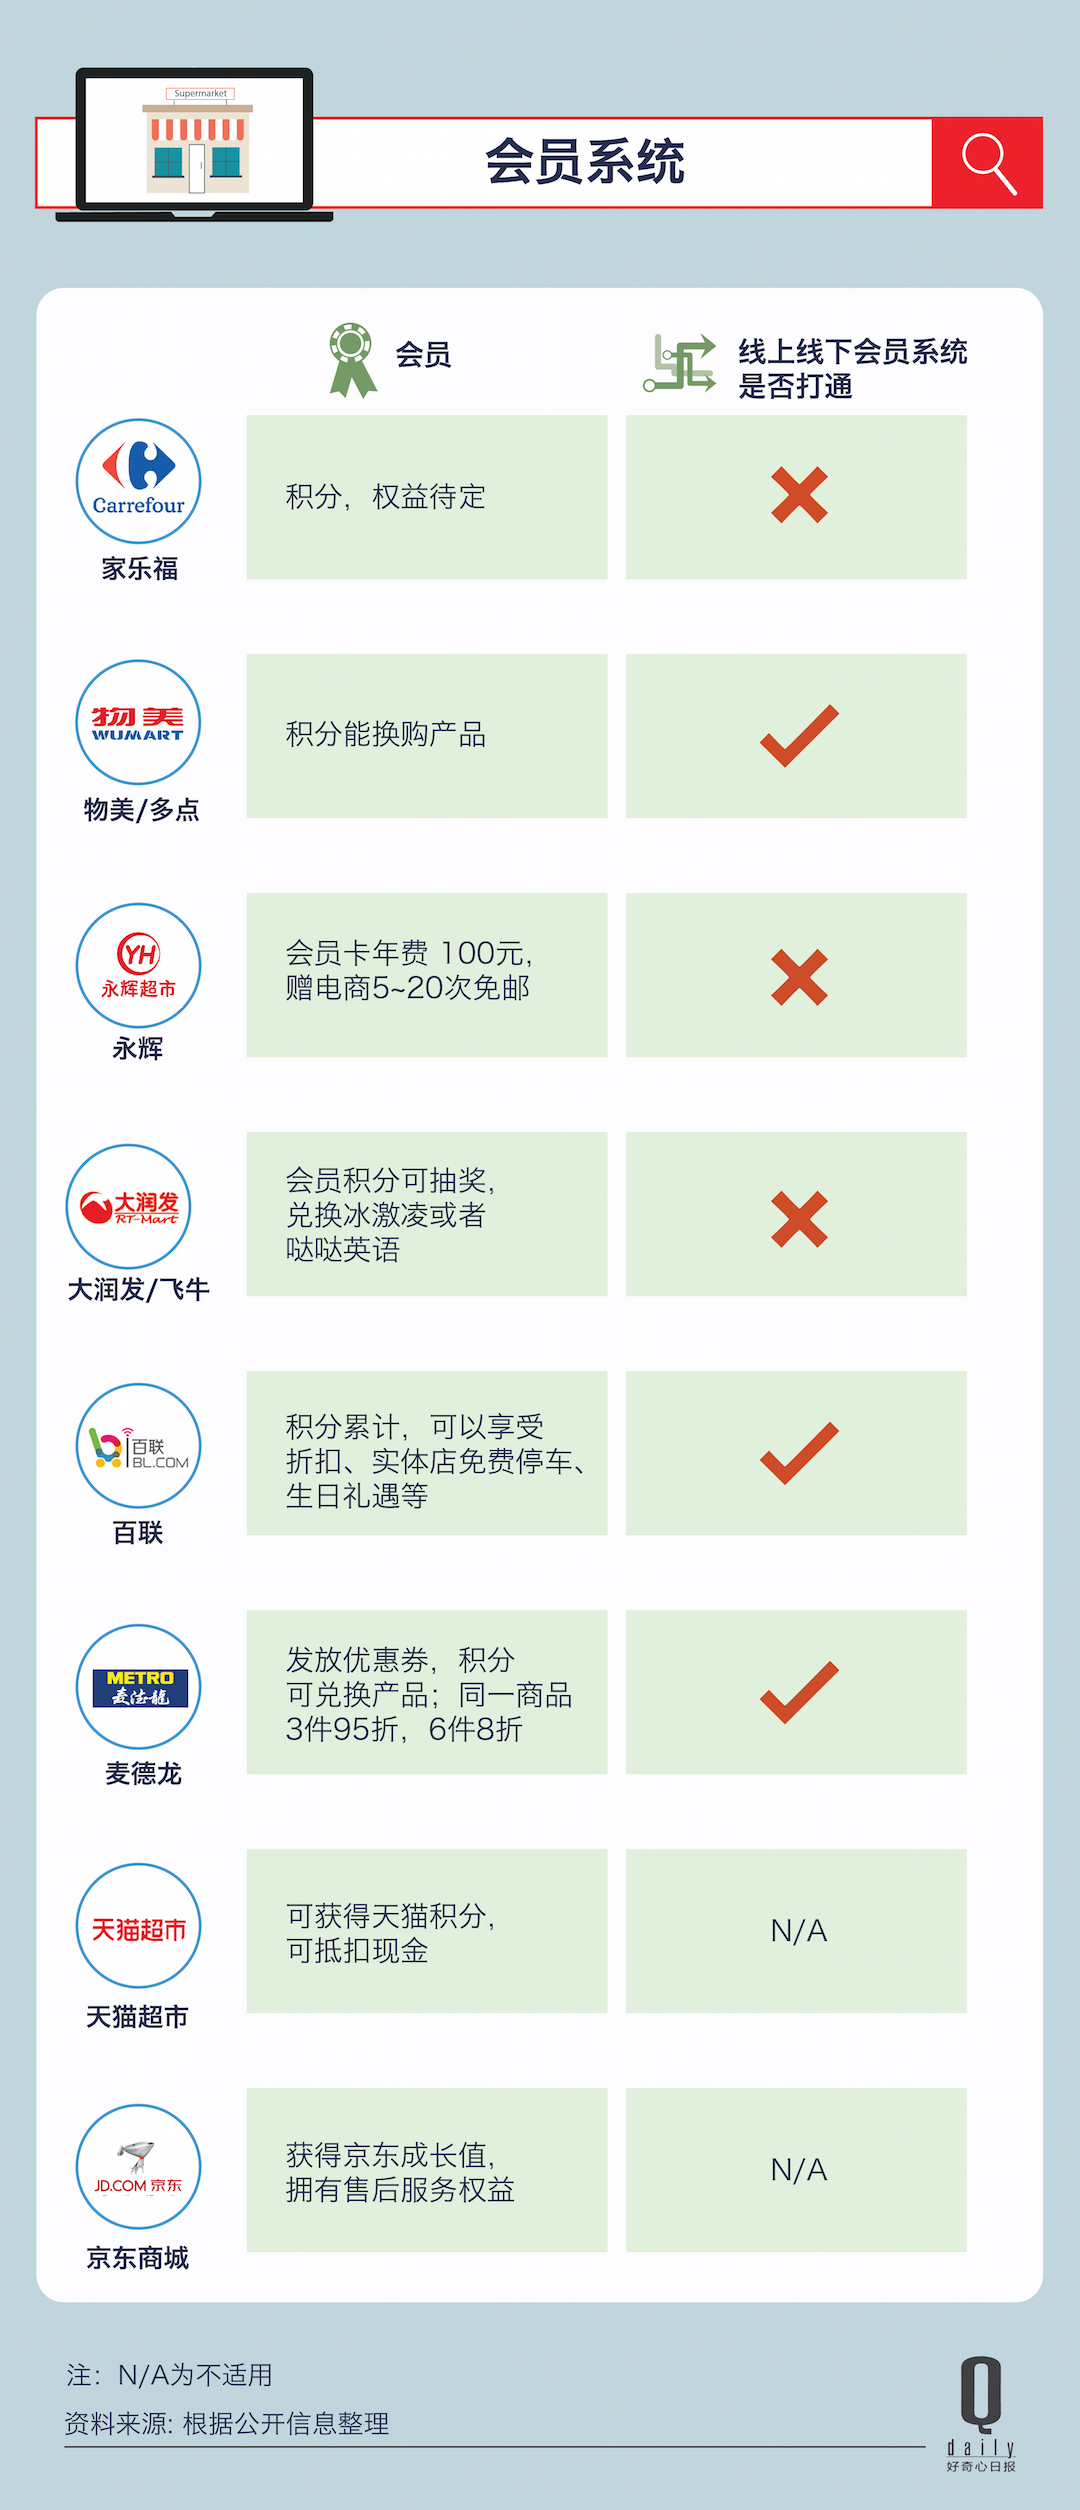 Supermarket
会员系统
会员
线上线下会员系统
是否打通
Carrefour
家乐福
积分，权益待定
物美
WUMART
物美/多点
积分能换购产品
YH
永辉超市
永辉
会员卡年费 100元，
赠电商5~20次免邮
大润发
RT-Mart
大润发/飞牛
会员积分可抽奖，
兑换冰激凌或者
哒哒英语
百联
BL.COM
百联
积分累计，可以享受
折扣、实体店免费停车、
生日礼遇等
METRO
麦德龍
麦德龙
发放优惠券，积分
可兑换产品；同一商品
3件95折，6件8折
天猫超市
天猫超市
可获得天猫积分，
可抵扣现金
N/A
JD.COM 京东
京东商城
获得京东成长值，
拥有售后服务权益
N/A
注：N/A为不适用
资料来源: 根据公开信息整理
Q
daily
好奇心日报